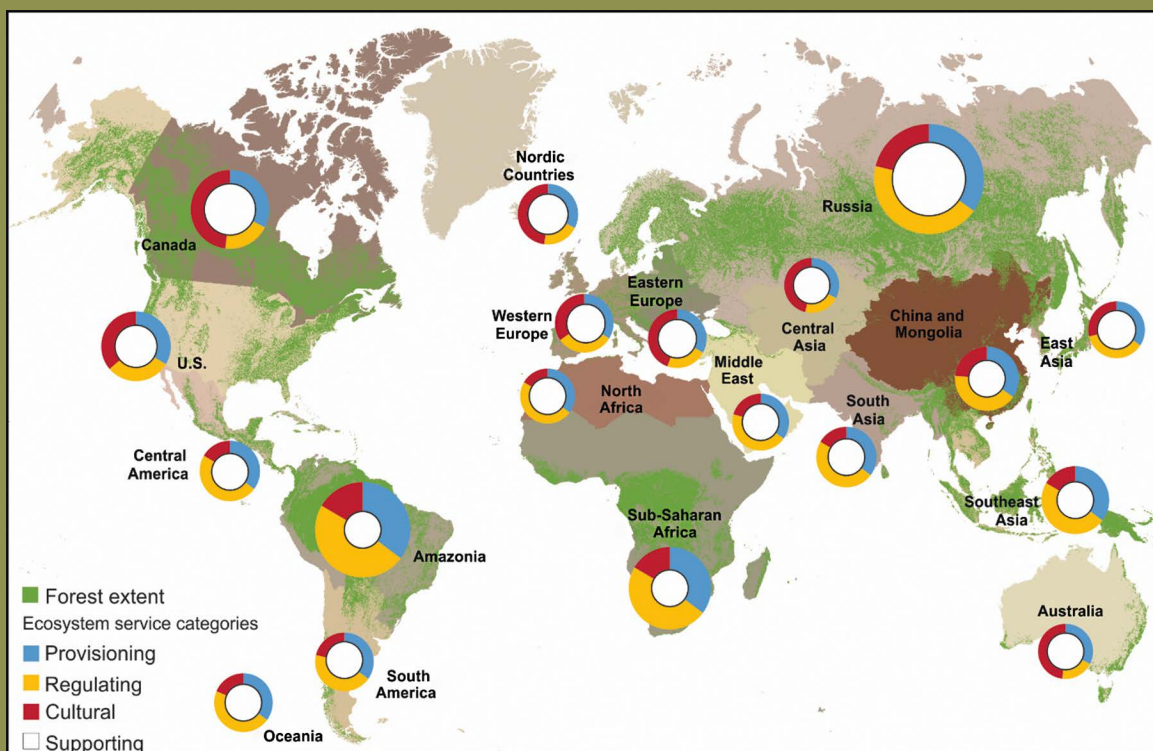 Nordic
Countries
Russia
Canada
Eastern
Europe
Western
Europe
Central
Asia
China and
Mongolia
East
Asia
U.S.
Middle
East
North
Africa
South
Asia
Central
America
Sub-Saharan
Africa
Southeast
Asia
Amazonia
Australia
South
America
Oceania
Forest extent
Ecosystem service categories
Provisioning
Regulating
Cultural
Supporting